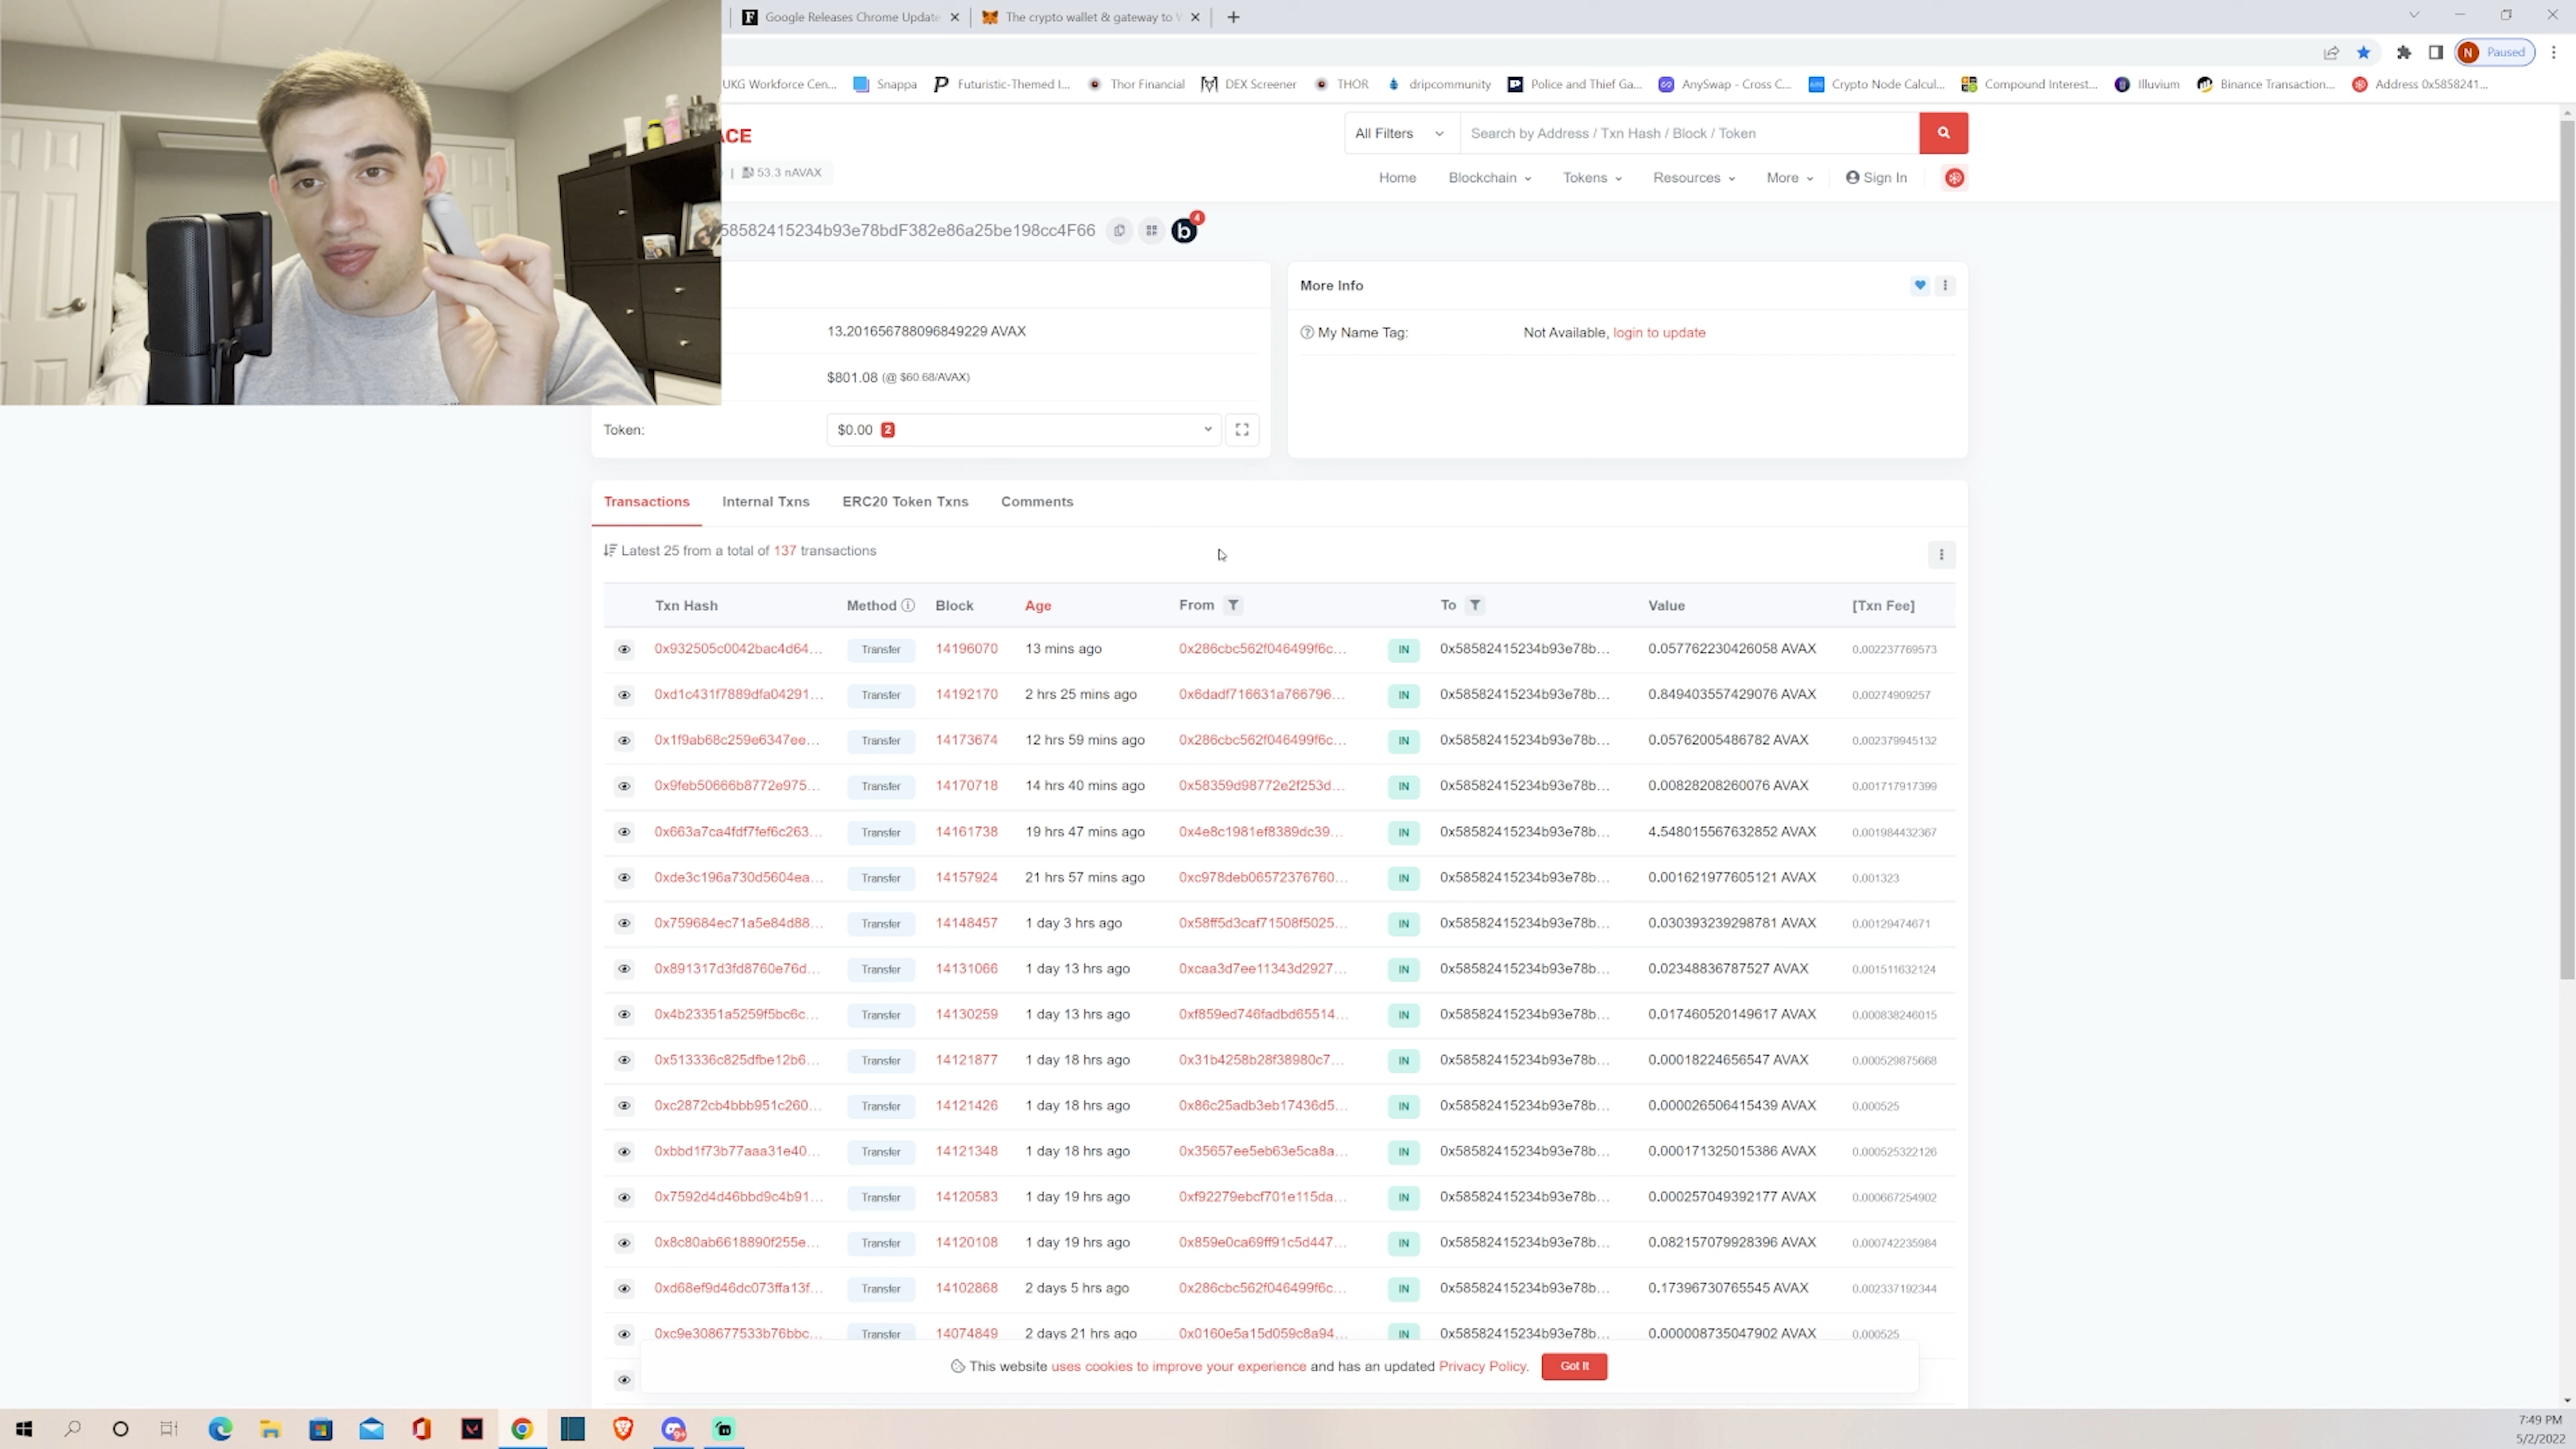 Google Releases Chrome Update
The crypto wallet & gateway to
N Paused
UKG Workforce Cen...
Snappa
Futuristic-Themed I...
Thor Financial
DEX Screener
THOR
dripcommunity
Police and Thief Ga...
AnySwap - Cross C...
Crypto Node Calcul...
Compound Interest...
Illuvium
Binance Transaction...
Address 0x5858241...
ACE
All Filters
Search by Address / Txn Hash / Block / Token
| 53.3 nAVAX
Home Blockchain Tokens Resources More Sign In
58582415234b93e78bdF382e86a25be198cc4F66
4
More Info
13.201656788096849229 AVAX
My Name Tag: Not Available, login to update
$801.08 (@ $60.68/AVAX)
Token: $0.00 2
Transactions Internal Txns ERC20 Token Txns Comments
Latest 25 from a total of 137 transactions
Txn Hash Method Block Age From To Value [Txn Fee]
0x932505c0042bac4d64... Transfer 14196070 13 mins ago 0x286cbc562f046499f6c... IN 0x58582415234b93e78b... 0.057762230426058 AVAX 0.002237769573
0xd1c431f7889dfa04291... Transfer 14192170 2 hrs 25 mins ago 0x6dadf716631a766796... IN 0x58582415234b93e78b... 0.849403557429076 AVAX 0.00274909257
0x1f9ab68c259e6347ee... Transfer 14173674 12 hrs 59 mins ago 0x286cbc562f046499f6c... IN 0x58582415234b93e78b... 0.05762005486782 AVAX 0.002379945132
0x9feb50666b8772e975... Transfer 14170718 14 hrs 40 mins ago 0x58359d98772e2f253d... IN 0x58582415234b93e78b... 0.00828208260076 AVAX 0.001717917399
0x663a7ca4fdf7fef6c263... Transfer 14161738 19 hrs 47 mins ago 0x4e8c1981ef8389dc39... IN 0x58582415234b93e78b... 4.548015567632852 AVAX 0.001984432367
0xde3c196a730d5604ea... Transfer 14157924 21 hrs 57 mins ago 0xc978deb06572376760... IN 0x58582415234b93e78b... 0.001621977605121 AVAX 0.001323
0x759684ec71a5e84d88... Transfer 14148457 1 day 3 hrs ago 0x58ff5d3caf71508f5025... IN 0x58582415234b93e78b... 0.030393239298781 AVAX 0.00129474671
0x891317d3fd8760e76d... Transfer 14131066 1 day 13 hrs ago 0xcaa3d7ee11343d2927... IN 0x58582415234b93e78b... 0.02348836787527 AVAX 0.001511632124
0x4b23351a5259f5bc6c... Transfer 14130259 1 day 13 hrs ago 0xf859ed746fadbd65514... IN 0x58582415234b93e78b... 0.017460520149617 AVAX 0.000838246015
0x513336c825dfbe12b6... Transfer 14121877 1 day 18 hrs ago 0x31b4258b28f38980c7... IN 0x58582415234b93e78b... 0.00018224656547 AVAX 0.000529875668
0xc2872cb4bbb951c260... Transfer 14121426 1 day 18 hrs ago 0x86c25adb3eb17436d5... IN 0x58582415234b93e78b... 0.000026506415439 AVAX 0.000525
0xbbd1f73b77aaa31e40... Transfer 14121348 1 day 18 hrs ago 0x35657ee5eb63e5ca8a... IN 0x58582415234b93e78b... 0.000171325015386 AVAX 0.000525322126
0x7592d4d46bbd9c4b91... Transfer 14120583 1 day 19 hrs ago 0xf92279ebcf701e115da... IN 0x58582415234b93e78b... 0.000257049392177 AVAX 0.000667254902
0x8c80ab6618890f255e... Transfer 14120108 1 day 19 hrs ago 0x859e0ca69ff91c5d447... IN 0x58582415234b93e78b... 0.082157079928396 AVAX 0.000742235984
0xd68ef9d46dc073ffa13f... Transfer 14102868 2 days 5 hrs ago 0x286cbc562f046499f6c... IN 0x58582415234b93e78b... 0.17396730765545 AVAX 0.002337192344
0xc9e308677533b76bbc... Transfer 14074849 2 days 21 hrs ago 0x0160e5a15d059c8a94... IN 0x58582415234b93e78b... 0.000008735047902 AVAX 0.000525
This website uses cookies to improve your experience and has an updated Privacy Policy. Got It
7:49 PM
5/2/2022